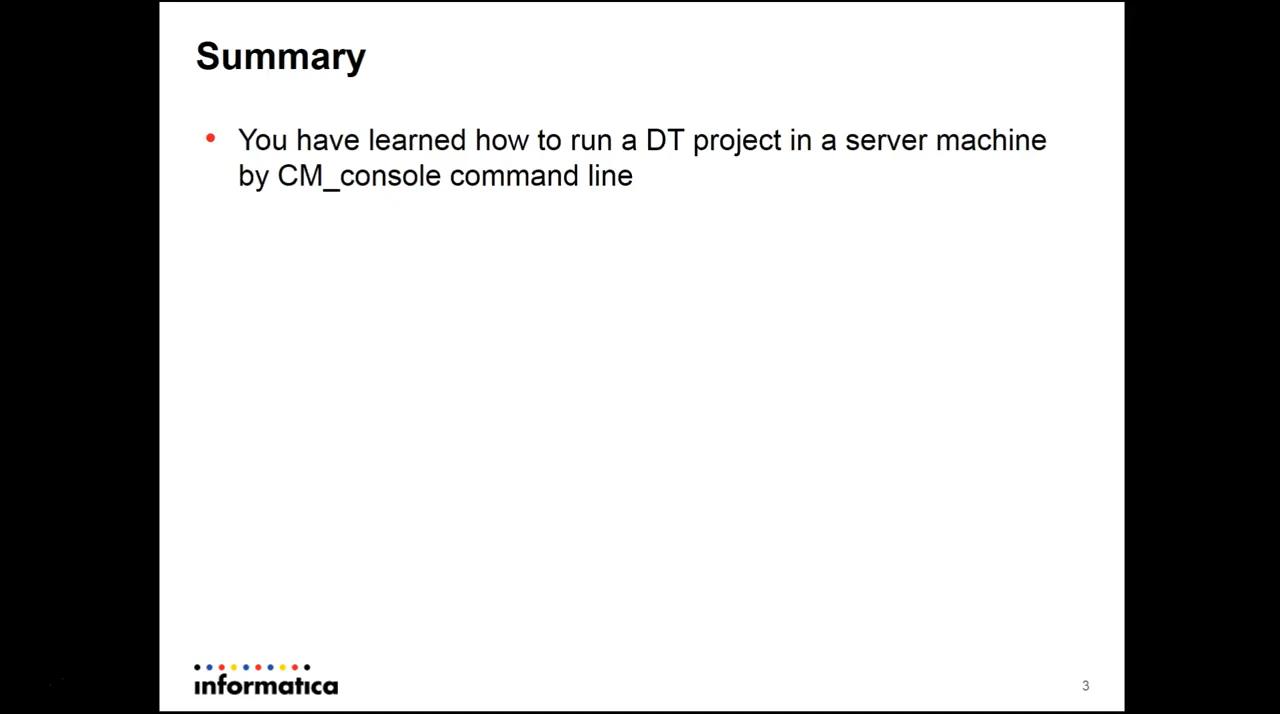 Summary
You have learned how to run a DT project in a server machine
by CM_console command line
informatica
3